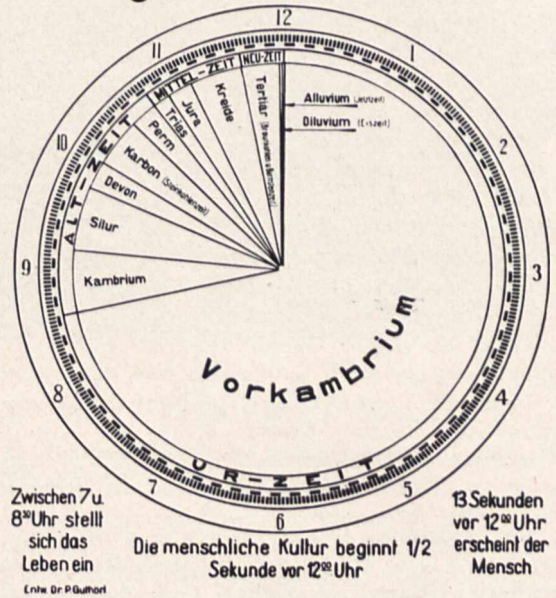 12
1
2
3
4
5
6
7
8
9
10
11
NEU-ZEIT
MITTEL-ZEIT
ALT-ZEIT
UR-ZEIT
Alluvium (Jetztzeit)
Diluvium (Eiszeit)
Tertiär
Kreide
Jura
Trias
Perm
Karbon (Steinkohlenzeit)
Devon
Silur
Kambrium
Vorkambrium
Zwischen 7 u.
8³⁰ Uhr stellt
sich das
Leben ein
Entw. Dr. P. Guthörl
Die menschliche Kultur beginnt 1/2
Sekunde vor 12⁰⁰ Uhr
13 Sekunden
vor 12⁰⁰ Uhr
erscheint der
Mensch